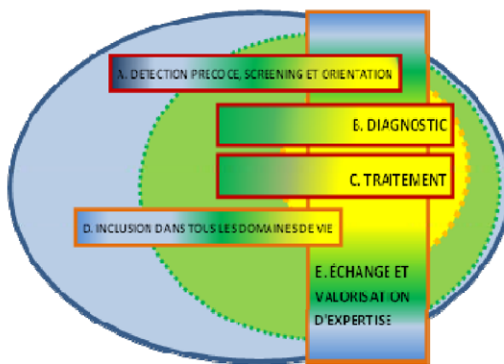 A. DETECTION PRECOCE, SCREENING ET ORIENTATION
B. DIAGNOSTIC
C. TRAITEMENT
D. INCLUSION DANS TOUS LES DOMAINES DE VIE
E. ÉCHANGE ET
VALORISATION
D'EXPERTISE